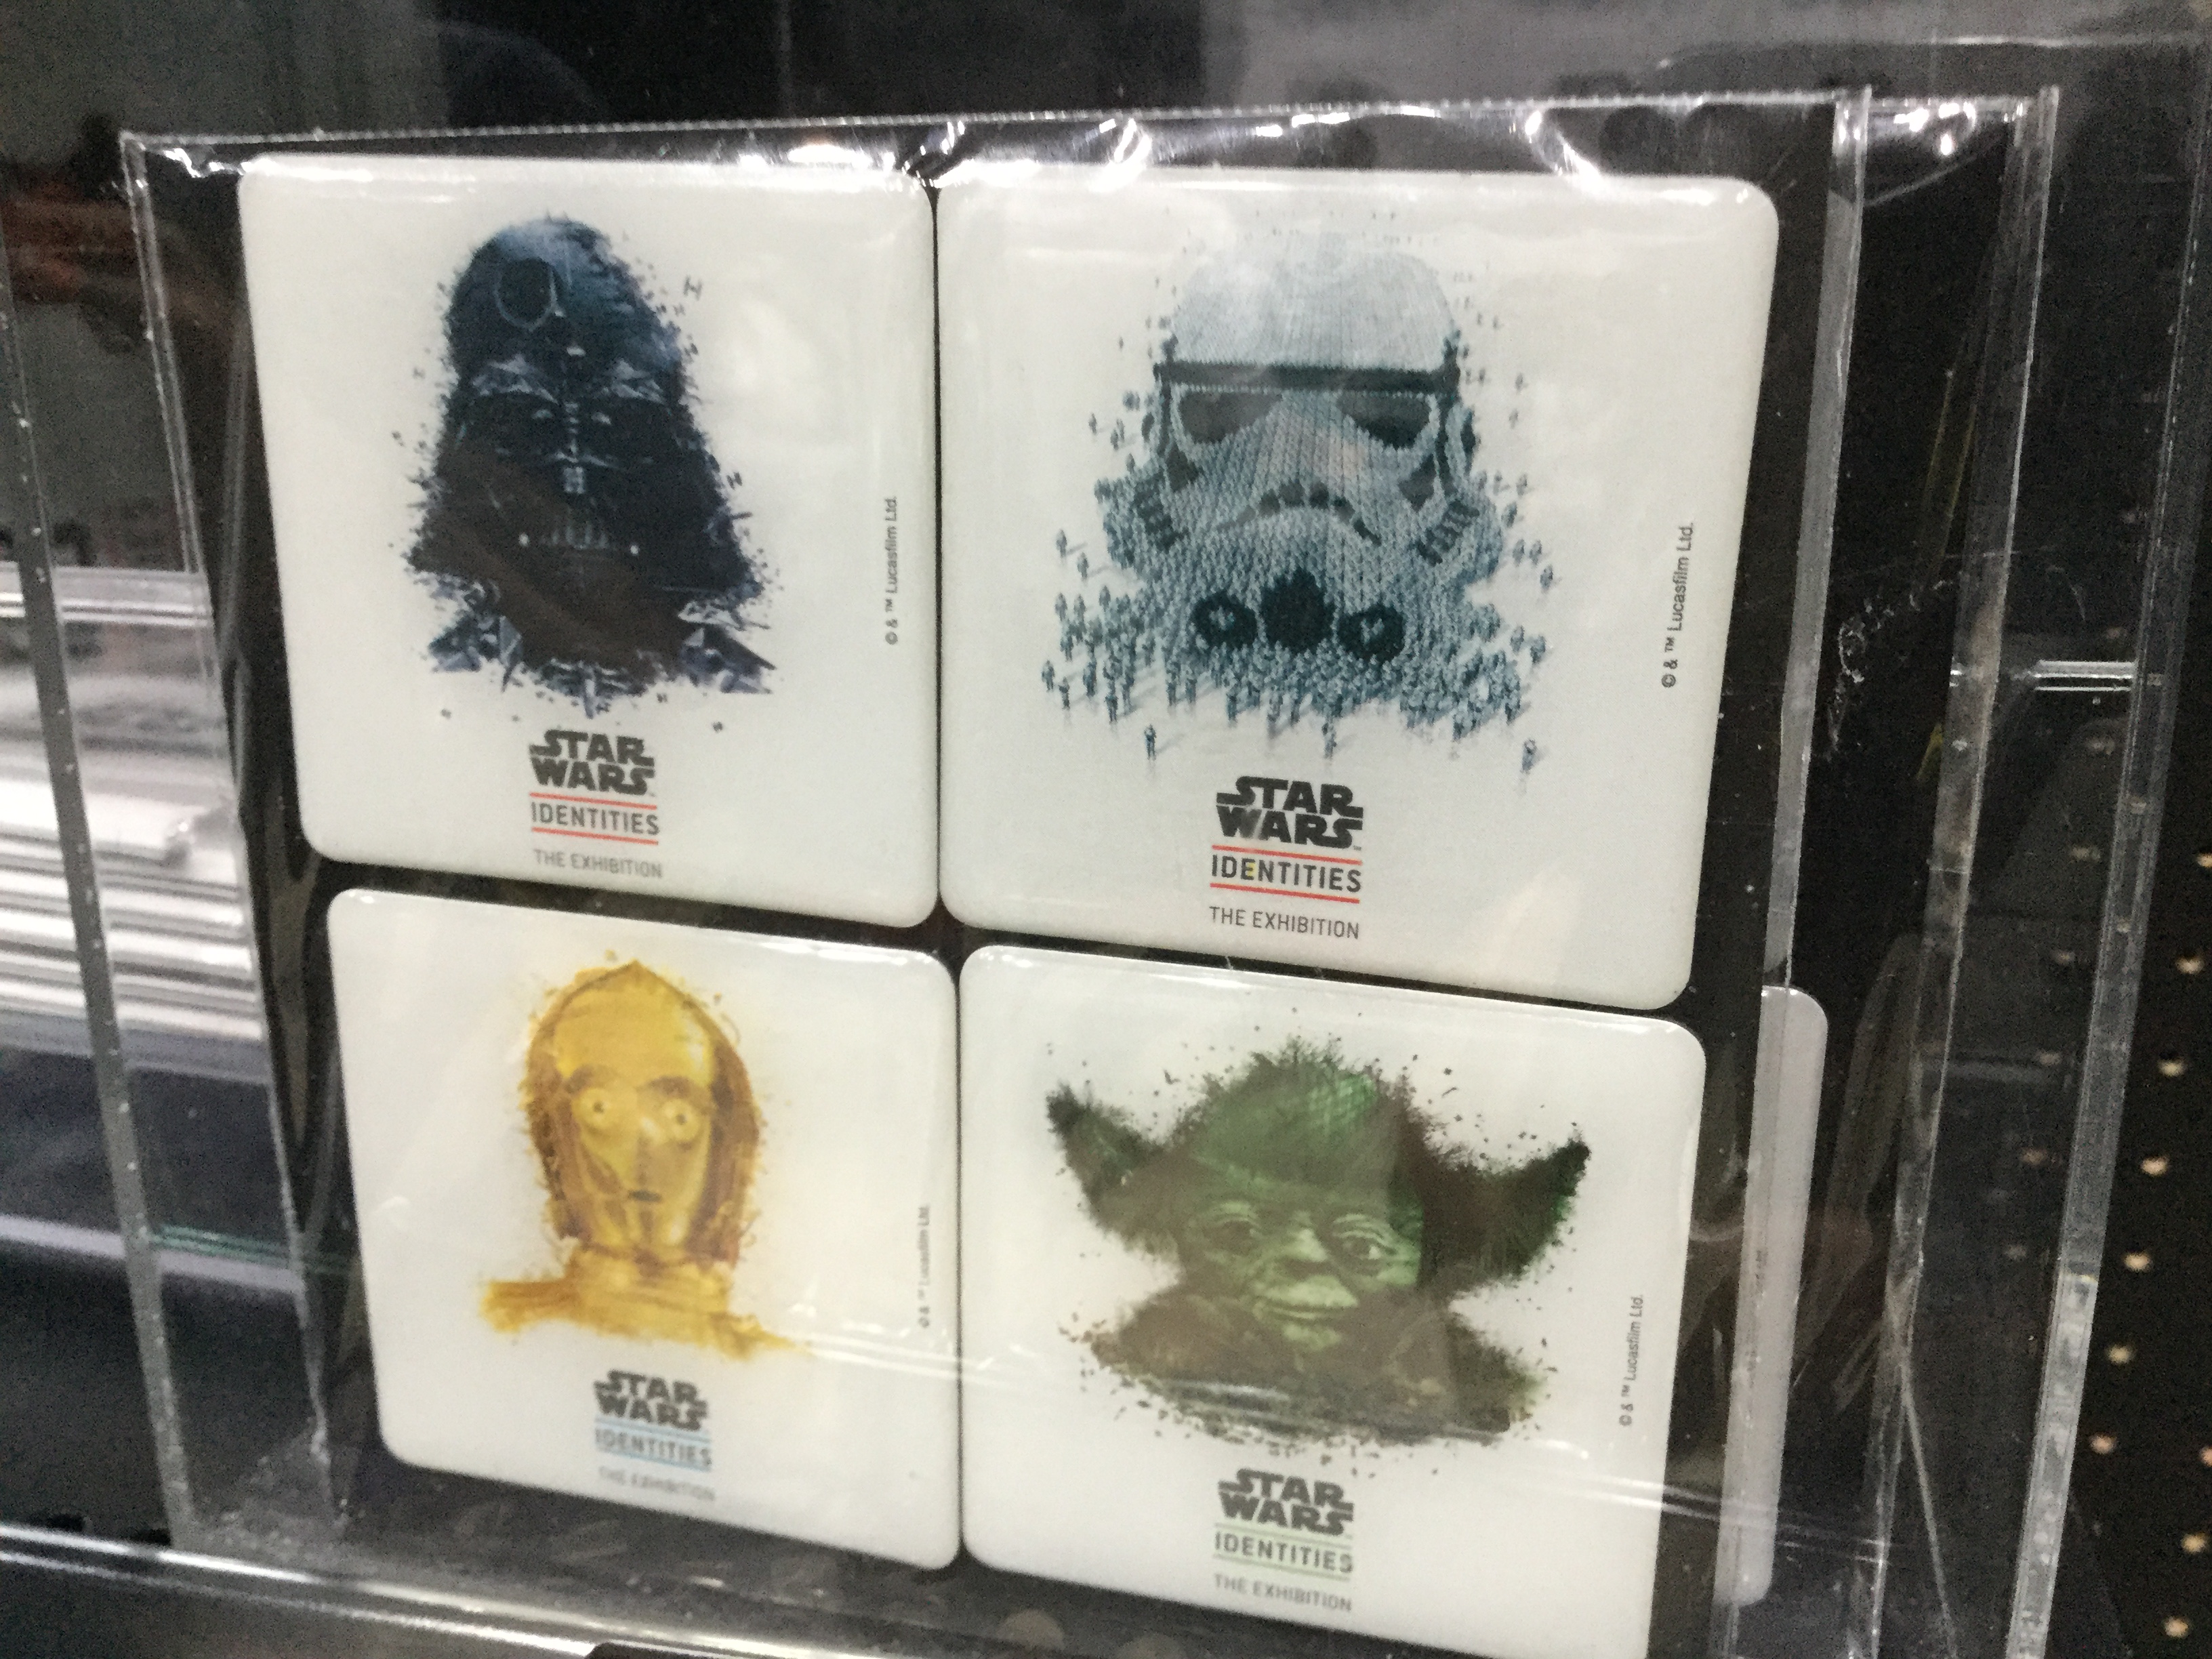 © & ™ Lucasfilm Ltd.
STAR
WARS
IDENTITIES
THE EXHIBITION
© & ™ Lucasfilm Ltd.
STAR
WARS
IDENTITIES
THE EXHIBITION
© & ™ Lucasfilm Ltd.
STAR
WARS
IDENTITIES
THE EXHIBITION
© & ™ Lucasfilm Ltd.
STAR
WARS
IDENTITIES
THE EXHIBITION